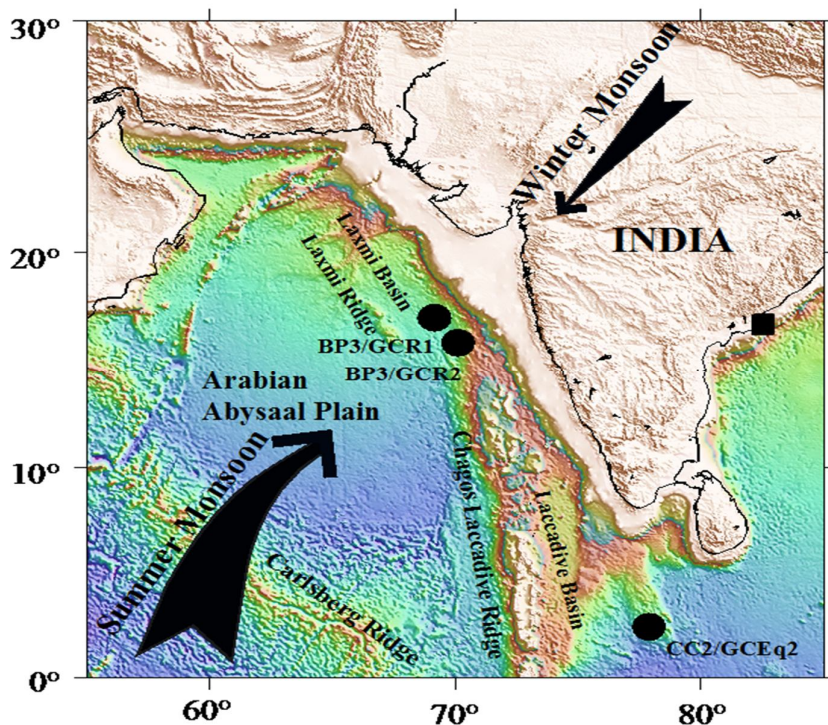 30°
Winter Monsoon
INDIA
Laxmi Basin
Laxmi Ridge
20°
BP3/GCR1
BP3/GCR2
Arabian
Abysaal Plain
Summer Monsoon
10°
Chagos Laccadive Ridge
Laccadive Basin
Carlsberg Ridge
CC2/GCEq2
0°
60°
70°
80°